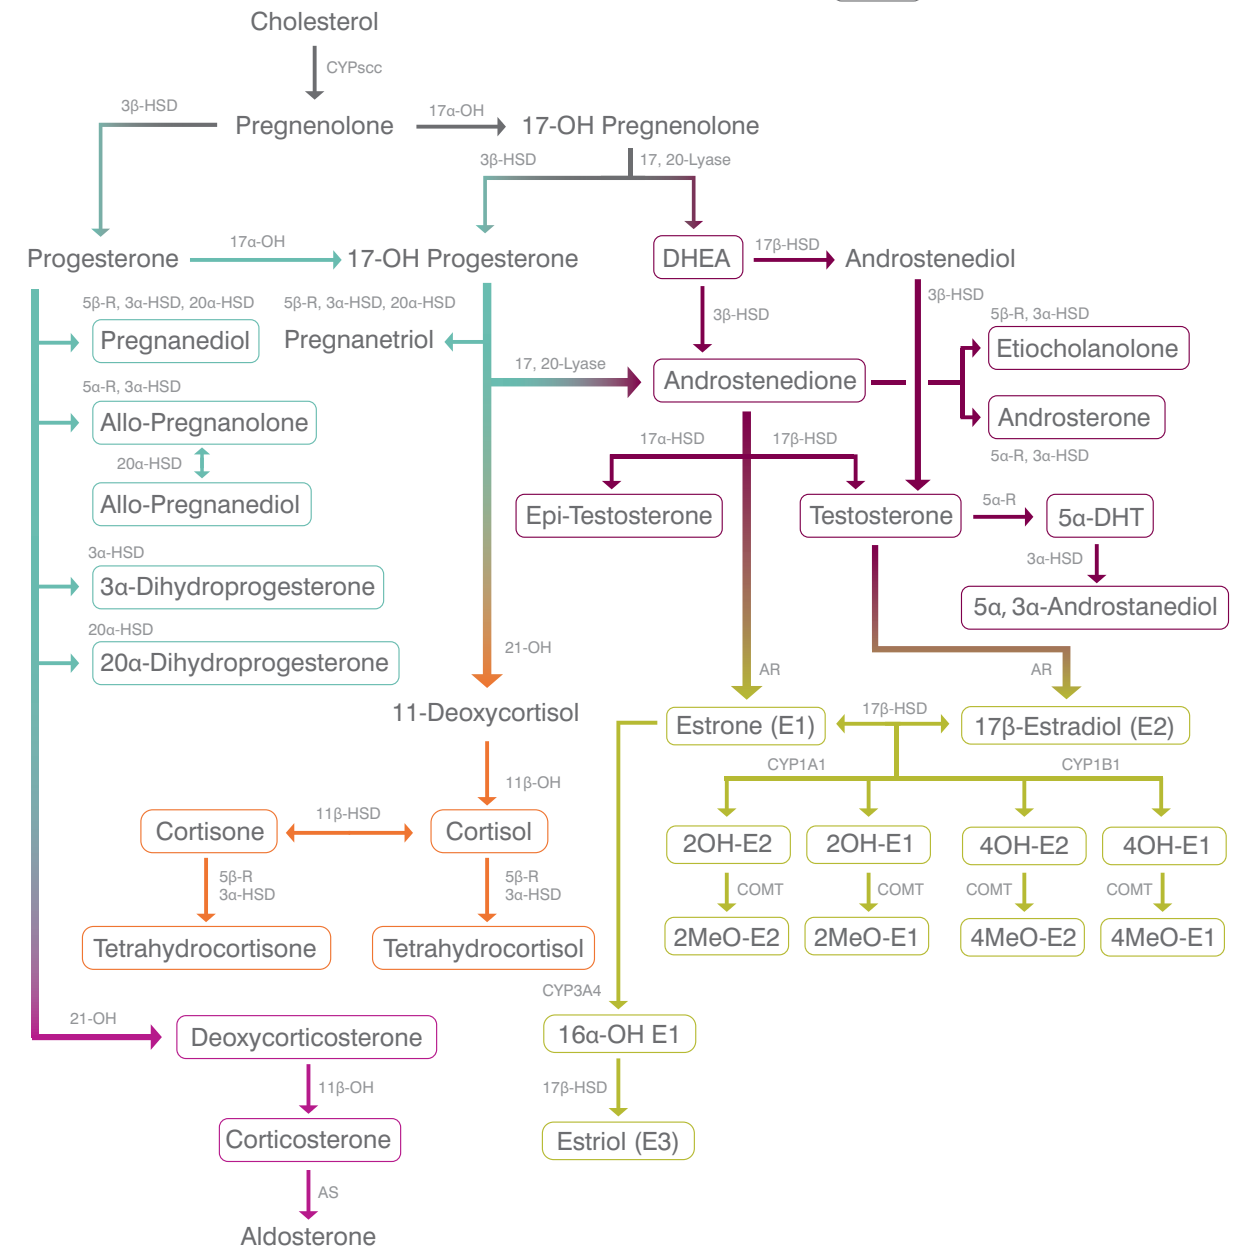 Cholesterol
CYPscc
3β-HSD
Pregnenolone
17α-OH
17-OH Pregnenolone
3β-HSD
17, 20-Lyase
Progesterone
17α-OH
17-OH Progesterone
DHEA
17β-HSD
Androstenediol
5β-R, 3α-HSD, 20α-HSD
Pregnanediol
5β-R, 3α-HSD, 20α-HSD
Pregnanetriol
3β-HSD
3β-HSD
5β-R, 3α-HSD
Etiocholanolone
17, 20-Lyase
Androstenedione
5α-R, 3α-HSD
Allo-Pregnanolone
Androsterone
5α-R, 3α-HSD
20α-HSD
Allo-Pregnanediol
17α-HSD
17β-HSD
Epi-Testosterone
Testosterone
5α-R
5α-DHT
3α-HSD
5α, 3α-Androstanediol
3α-HSD
3α-Dihydroprogesterone
20α-HSD
20α-Dihydroprogesterone
21-OH
AR
AR
11-Deoxycortisol
Estrone (E1)
17β-HSD
17β-Estradiol (E2)
CYP1A1
CYP1B1
11β-OH
Cortisone
11β-HSD
Cortisol
2OH-E2
2OH-E1
4OH-E2
4OH-E1
5β-R
3α-HSD
5β-R
3α-HSD
COMT
COMT
COMT
COMT
Tetrahydrocortisone
Tetrahydrocortisol
2MeO-E2
2MeO-E1
4MeO-E2
4MeO-E1
CYP3A4
21-OH
Deoxycorticosterone
16α-OH E1
11β-OH
17β-HSD
Corticosterone
Estriol (E3)
AS
Aldosterone